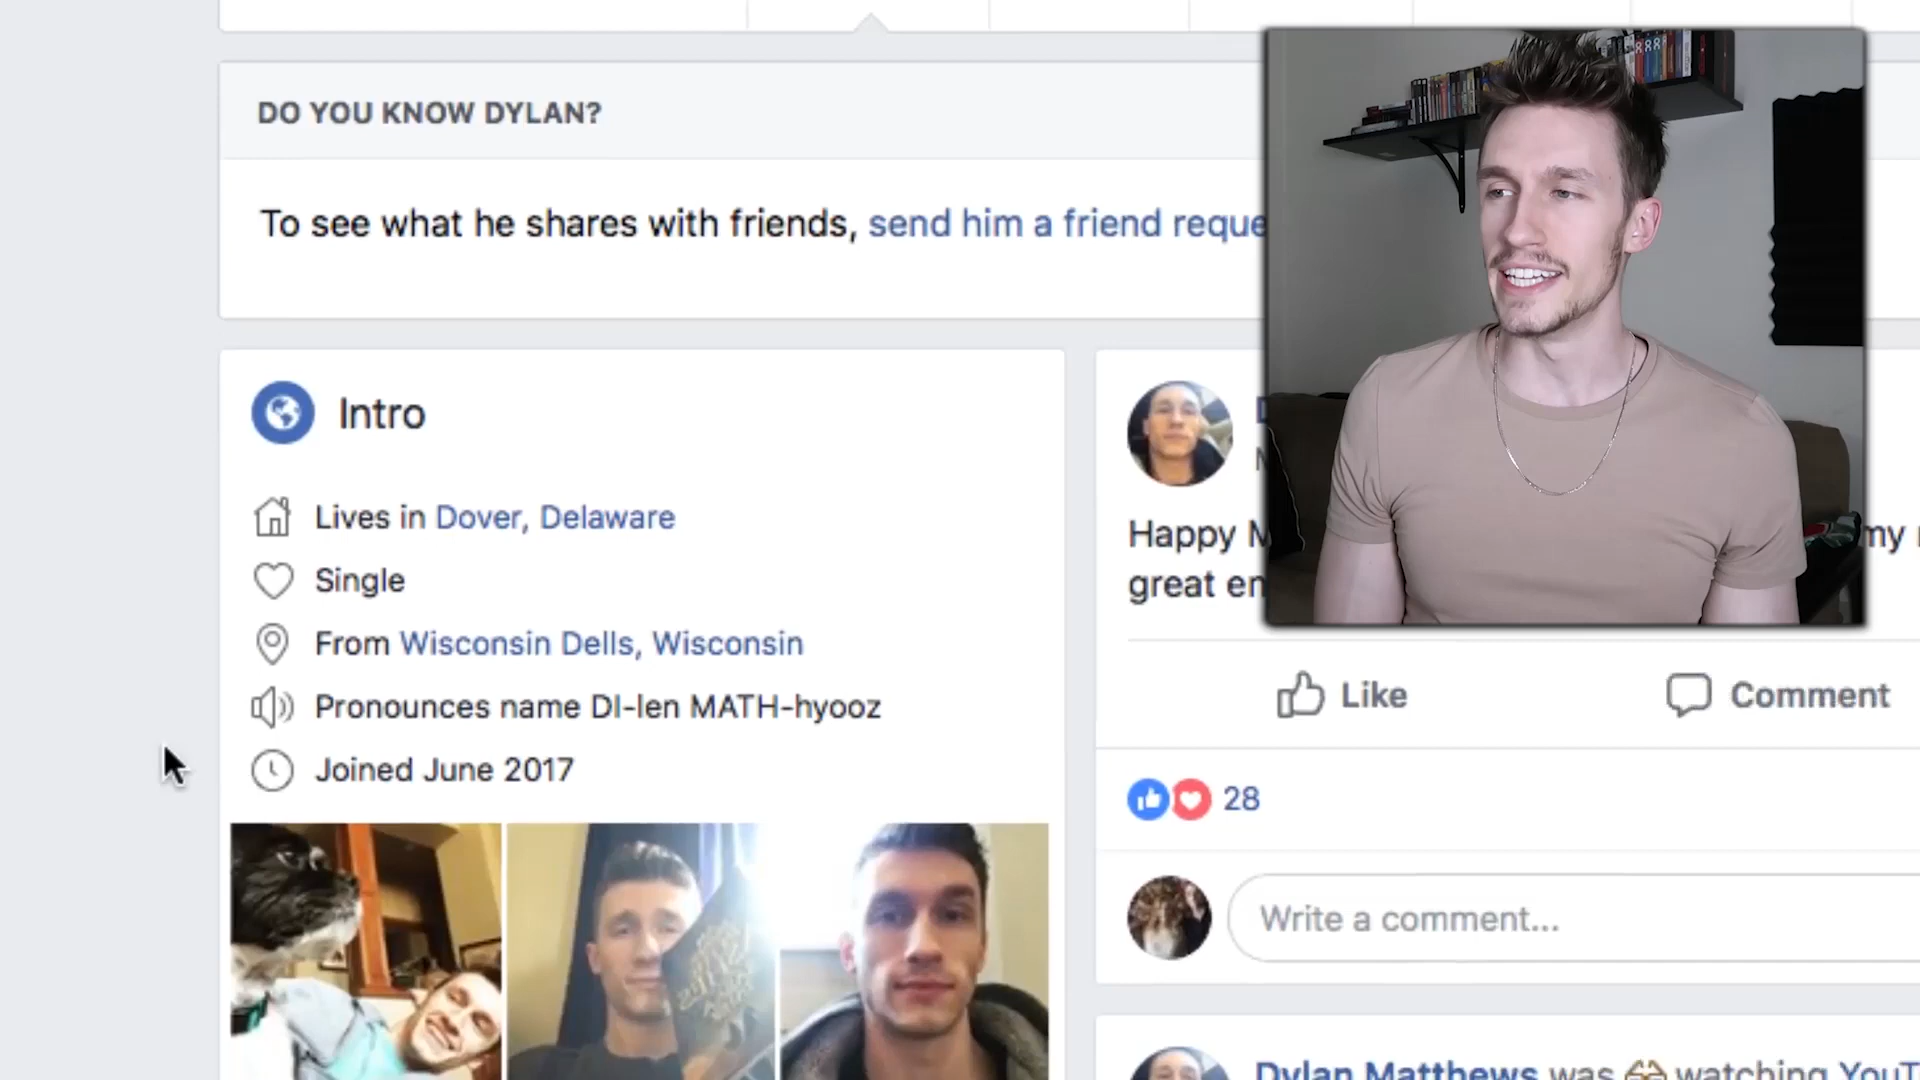 DO YOU KNOW DYLAN?
To see what he shares with friends, send him a friend reque
Intro
Lives in Dover, Delaware
Single
From Wisconsin Dells, Wisconsin
Pronounces name DI-len MATH-hyooz
Joined June 2017
Happy M
my
great en
Like
Comment
28
Write a comment...
Dylan Matthews was watching YouT